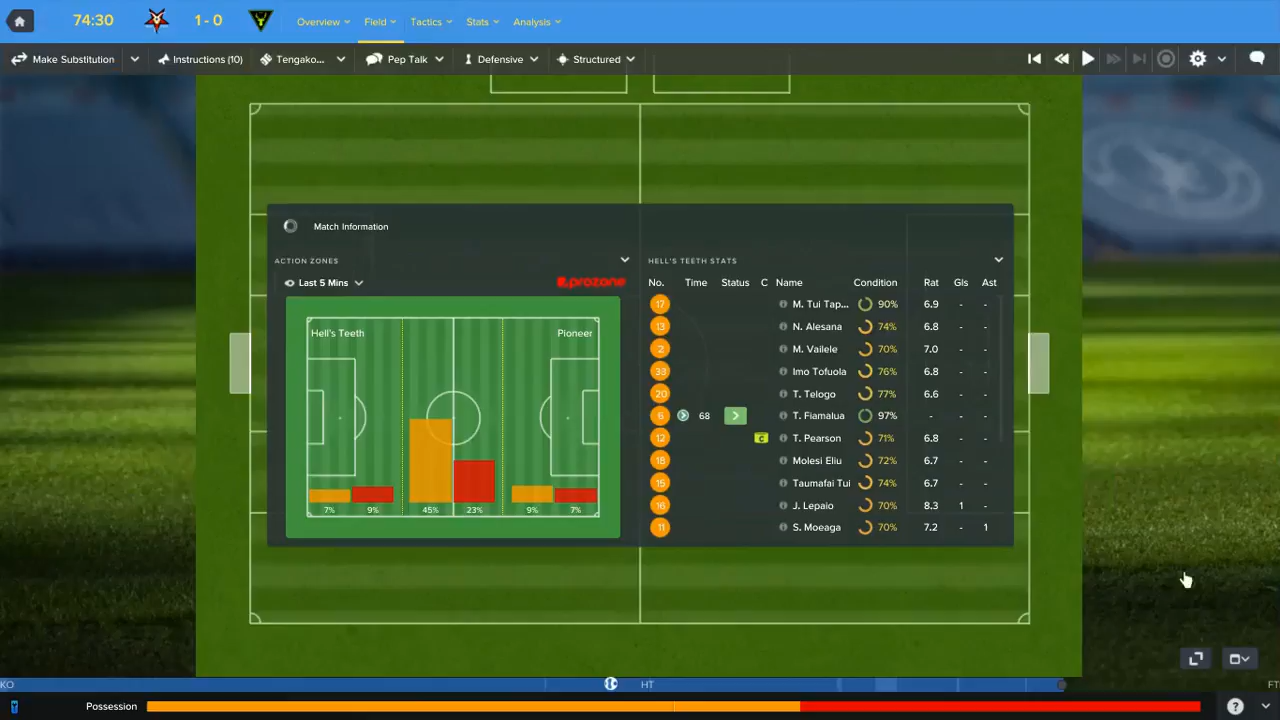 74:30 1 - 0 Overview Field Tactics Stats Analysis
Make Substitution Instructions (10) Tengako... Pep Talk Defensive Structured
Match Information
ACTION ZONES
Last 5 Mins prozone
Hell's Teeth Pioneer
7% 9% 45% 23% 9% 7%
HELL'S TEETH STATS
No. Time Status C Name Condition Rat Gls Ast
17 M. Tui Tap... 90% 6.9 - -
13 N. Alesana 74% 6.8 - -
2 M. Vailele 70% 7.0 - -
33 Imo Tofuola 76% 6.8 - -
20 T. Telogo 77% 6.6 - -
6 68 T. Fiamalua 97% - - -
12 C T. Pearson 71% 6.8 - -
18 Molesi Eliu 72% 6.7 - -
15 Taumafai Tui 74% 6.7 - -
16 J. Lepaio 70% 8.3 1 -
11 S. Moeaga 70% 7.2 - 1
KO HT FT
Possession